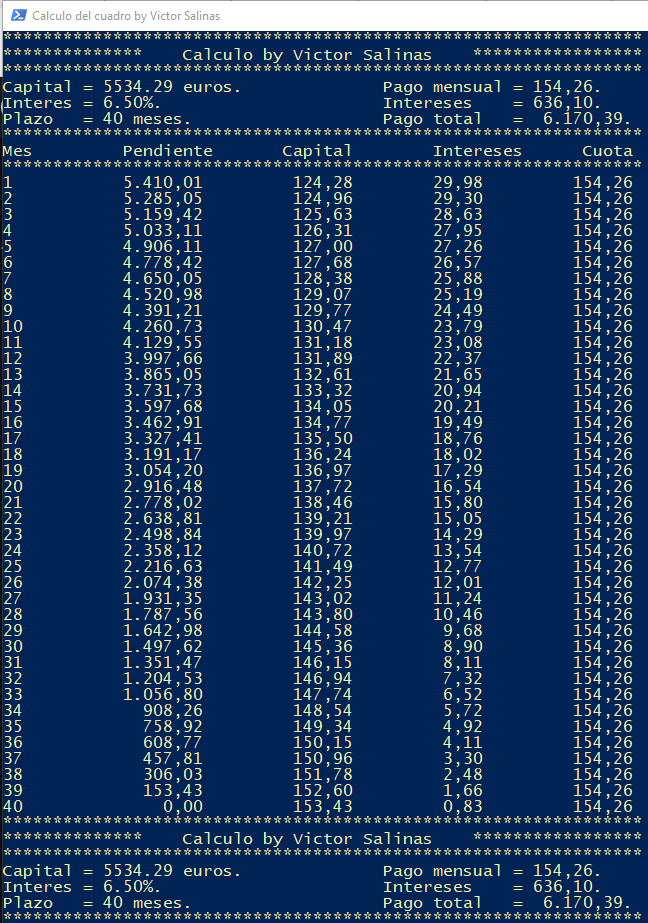 Calculo del cuadro by Victor Salinas
****************************************************************
************** Calculo by Victor Salinas *****************
****************************************************************
Capital = 5534.29 euros. Pago mensual = 154,26.
Interes = 6.50%. Intereses = 636,10.
Plazo = 40 meses. Pago total = 6.170,39.
****************************************************************
Mes Pendiente Capital Intereses Cuota
****************************************************************
1 5.410,01 124,28 29,98 154,26
2 5.285,05 124,96 29,30 154,26
3 5.159,42 125,63 28,63 154,26
4 5.033,11 126,31 27,95 154,26
5 4.906,11 127,00 27,26 154,26
6 4.778,42 127,68 26,57 154,26
7 4.650,05 128,38 25,88 154,26
8 4.520,98 129,07 25,19 154,26
9 4.391,21 129,77 24,49 154,26
10 4.260,73 130,47 23,79 154,26
11 4.129,55 131,18 23,08 154,26
12 3.997,66 131,89 22,37 154,26
13 3.865,05 132,61 21,65 154,26
14 3.731,73 133,32 20,94 154,26
15 3.597,68 134,05 20,21 154,26
16 3.462,91 134,77 19,49 154,26
17 3.327,41 135,50 18,76 154,26
18 3.191,17 136,24 18,02 154,26
19 3.054,20 136,97 17,29 154,26
20 2.916,48 137,72 16,54 154,26
21 2.778,02 138,46 15,80 154,26
22 2.638,81 139,21 15,05 154,26
23 2.498,84 139,97 14,29 154,26
24 2.358,12 140,72 13,54 154,26
25 2.216,63 141,49 12,77 154,26
26 2.074,38 142,25 12,01 154,26
27 1.931,35 143,02 11,24 154,26
28 1.787,56 143,80 10,46 154,26
29 1.642,98 144,58 9,68 154,26
30 1.497,62 145,36 8,90 154,26
31 1.351,47 146,15 8,11 154,26
32 1.204,53 146,94 7,32 154,26
33 1.056,80 147,74 6,52 154,26
34 908,26 148,54 5,72 154,26
35 758,92 149,34 4,92 154,26
36 608,77 150,15 4,11 154,26
37 457,81 150,96 3,30 154,26
38 306,03 151,78 2,48 154,26
39 153,43 152,60 1,66 154,26
40 0,00 153,43 0,83 154,26
****************************************************************
************** Calculo by Victor Salinas *****************
****************************************************************
Capital = 5534.29 euros. Pago mensual = 154,26.
Interes = 6.50%. Intereses = 636,10.
Plazo = 40 meses. Pago total = 6.170,39.
****************************************************************